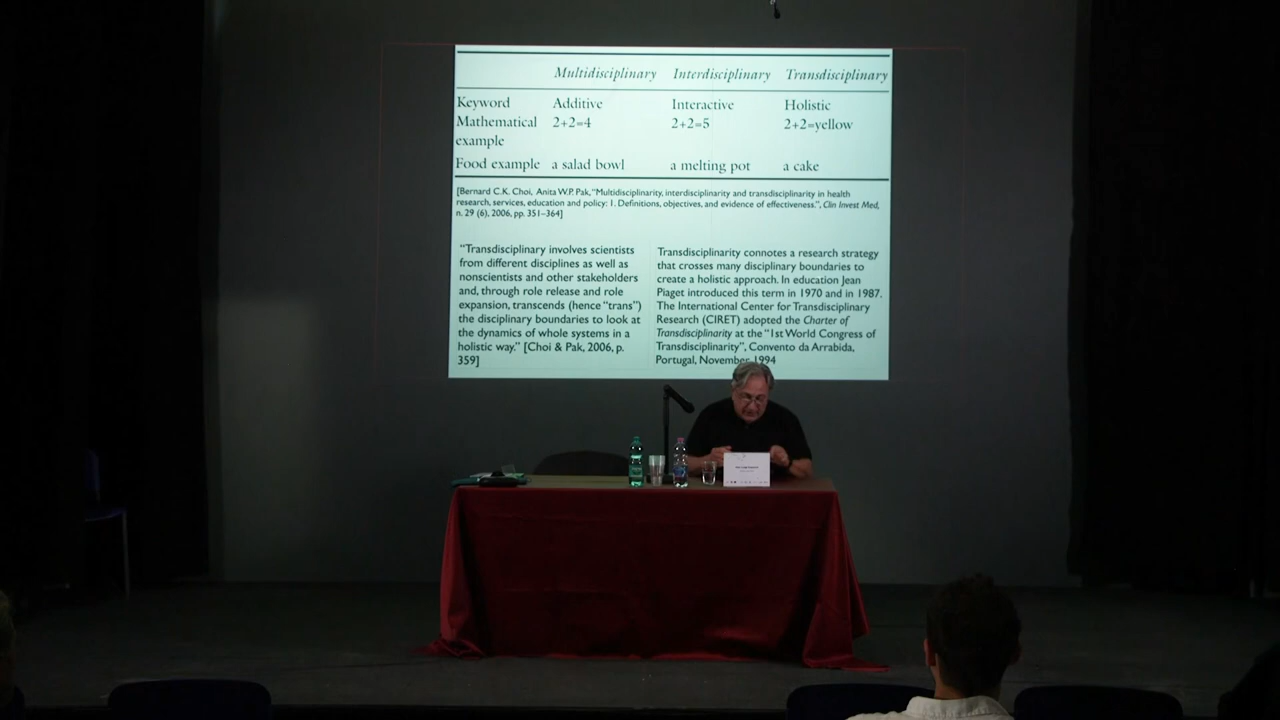 Multidisciplinary Interdisciplinary Transdisciplinary
Keyword Additive Interactive Holistic
Mathematical 2+2=4 2+2=5 2+2=yellow
example
Food example a salad bowl a melting pot a cake
[Bernard C.K. Choi, Anita W.P. Pak, “Multidisciplinarity, interdisciplinarity and transdisciplinarity in health
research, services, education and policy: 1. Definitions, objectives, and evidence of effectiveness.”, Clin Invest Med,
n. 29 (6), 2006, pp. 351–364]
“Transdisciplinary involves scientists
from different disciplines as well as
nonscientists and other stakeholders
and, through role release and role
expansion, transcends (hence “trans”)
the disciplinary boundaries to look at
the dynamics of whole systems in a
holistic way.” [Choi & Pak, 2006, p.
359]
Transdisciplinarity connotes a research strategy
that crosses many disciplinary boundaries to
create a holistic approach. In education Jean
Piaget introduced this term in 1970 and in 1987.
The International Center for Transdisciplinary
Research (CIRET) adopted the Charter of
Transdisciplinarity at the “1st World Congress of
Transdisciplinarity”, Convento da Arrabida,
Portugal, November 1994